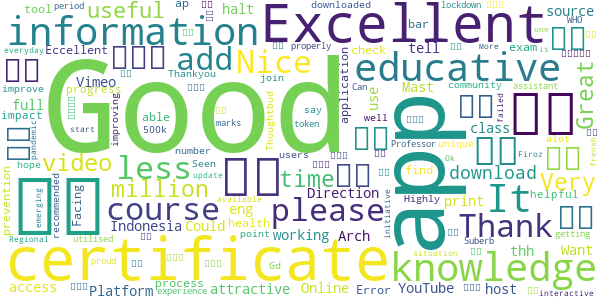 tool
useful
ap
halt
downloaded
lockdown
period
bar
WHO
source
information
add
Nice
Excellent
tell
exam
everyday
More
is
one
properly
Eccellent
Thankyou
check
educative
improve
progress
join
Vimeo
full
impact
able
500k
say
token
Thoughtbud
improving
application
use
Mast
community
assistant
Great
Good
app
start
marks
Can
well
failed
class
alot
pandemic
hope
video
less
number
users
Professor
unique
Ok
Firoz
freosh
Seen
update
time
find
download
Very
prevention
recommended
Facing
million
Direction
Highly
It
print
helpful
emerging
course
please
initiative
Indonesia
Could
eng
health
available
working
Arch
Thank
Regional
utilised
point
getting
certificate
knowledge
proud
Gd
situation
Suberb
thh
Want
access
process
experience
Platform
attractive
Online
Error
YouTube
host
interactive